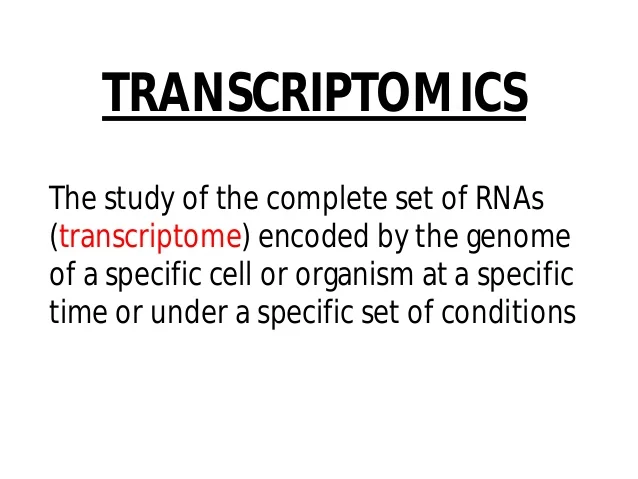 TRANSCRIPTOMICS
The study of the complete set of RNAs
(transcriptome) encoded by the genome
of a specific cell or organism at a specific
time or under a specific set of conditions